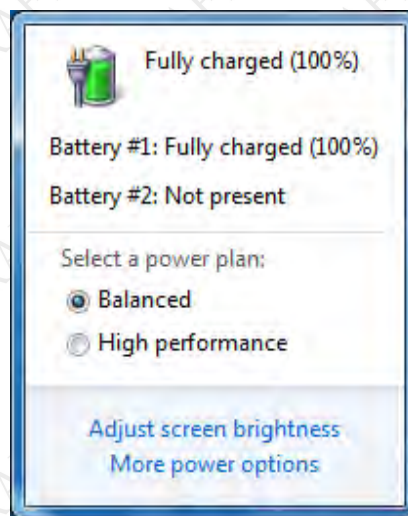 Fully charged (100%)
Battery #1: Fully charged (100%)
Battery #2: Not present
Select a power plan:
Balanced
High performance
Adjust screen brightness
More power options